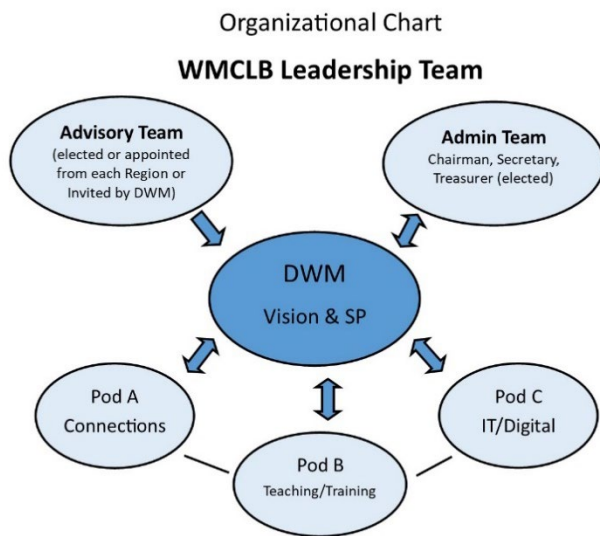 Organizational Chart
WMCLB Leadership Team
Advisory Team
(elected or appointed
from each Region or
Invited by DWM)
Admin Team
Chairman, Secretary,
Treasurer (elected)
DWM
Vision & SP
Pod A
Connections
Pod B
Teaching/Training
Pod C
IT/Digital